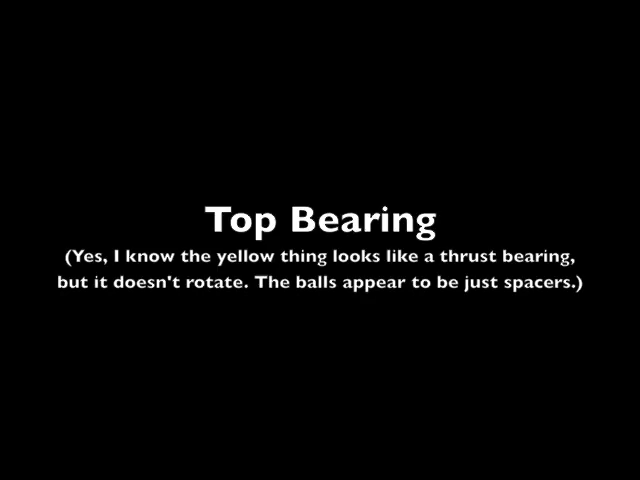 Top Bearing
(Yes, I know the yellow thing looks like a thrust bearing,
but it doesn't rotate. The balls appear to be just spacers.)